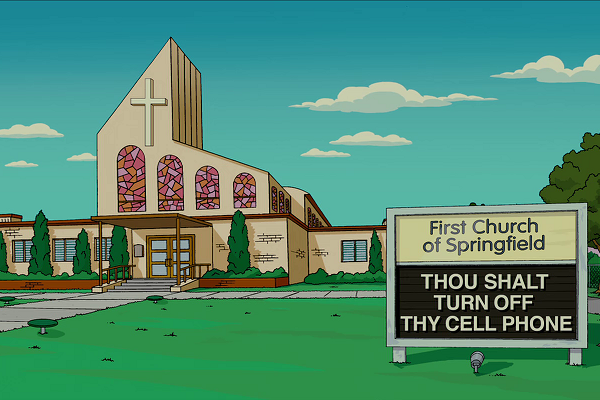 First Church
of Springfield
THOU SHALT
TURN OFF
THY CELL PHONE